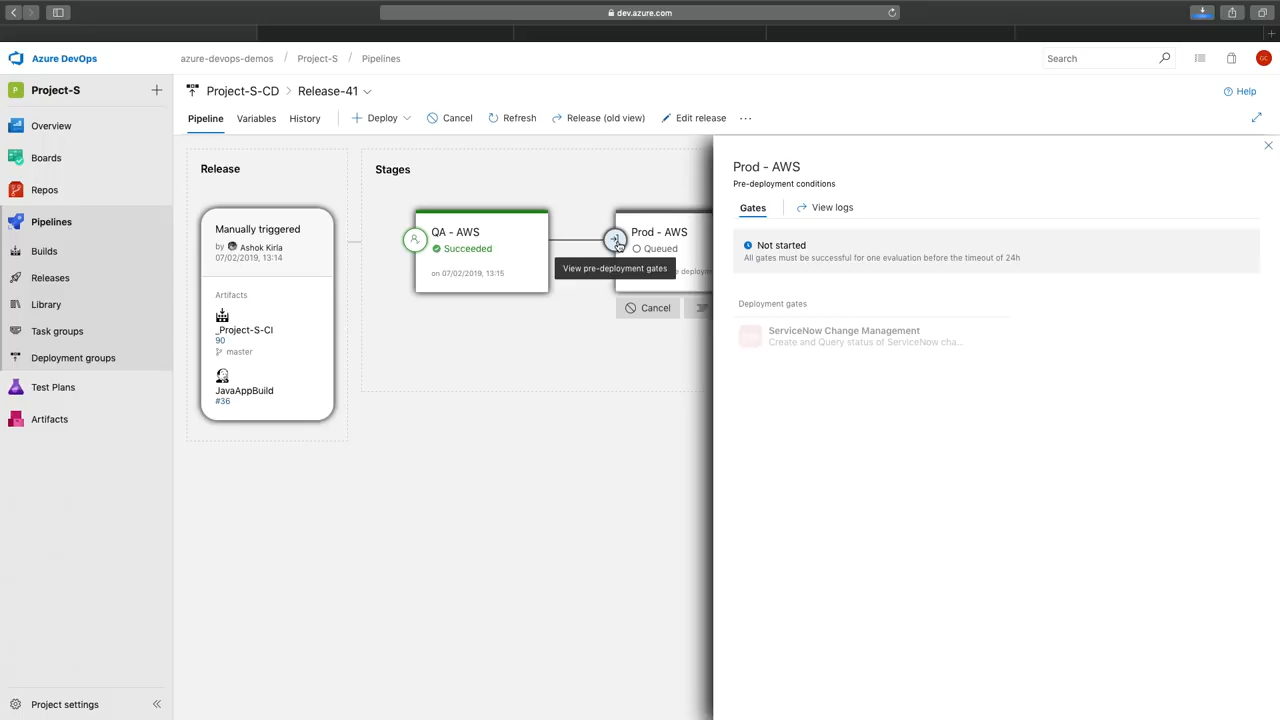 dev.azure.com
Azure DevOps
azure-devops-demos / Project-S / Pipelines
Search
GC
P Project-S
Overview
Boards
Repos
Pipelines
Builds
Releases
Library
Task groups
Deployment groups
Test Plans
Artifacts
Project settings
Project-S-CD > Release-41
Help
Pipeline Variables History Deploy Cancel Refresh Release (old view) Edit release ...
Release
Manually triggered
by Ashok Kirla
07/02/2019, 13:14
Artifacts
_Project-S-CI
90
master
JavaAppBuild
#36
Stages
QA - AWS
Succeeded
on 07/02/2019, 13:15
Prod - AWS
Queued
View pre-deployment gates
Cancel
Prod - AWS
Pre-deployment conditions
Gates View logs
Not started
All gates must be successful for one evaluation before the timeout of 24h
Deployment gates
ServiceNow Change Management
Create and Query status of ServiceNow cha...